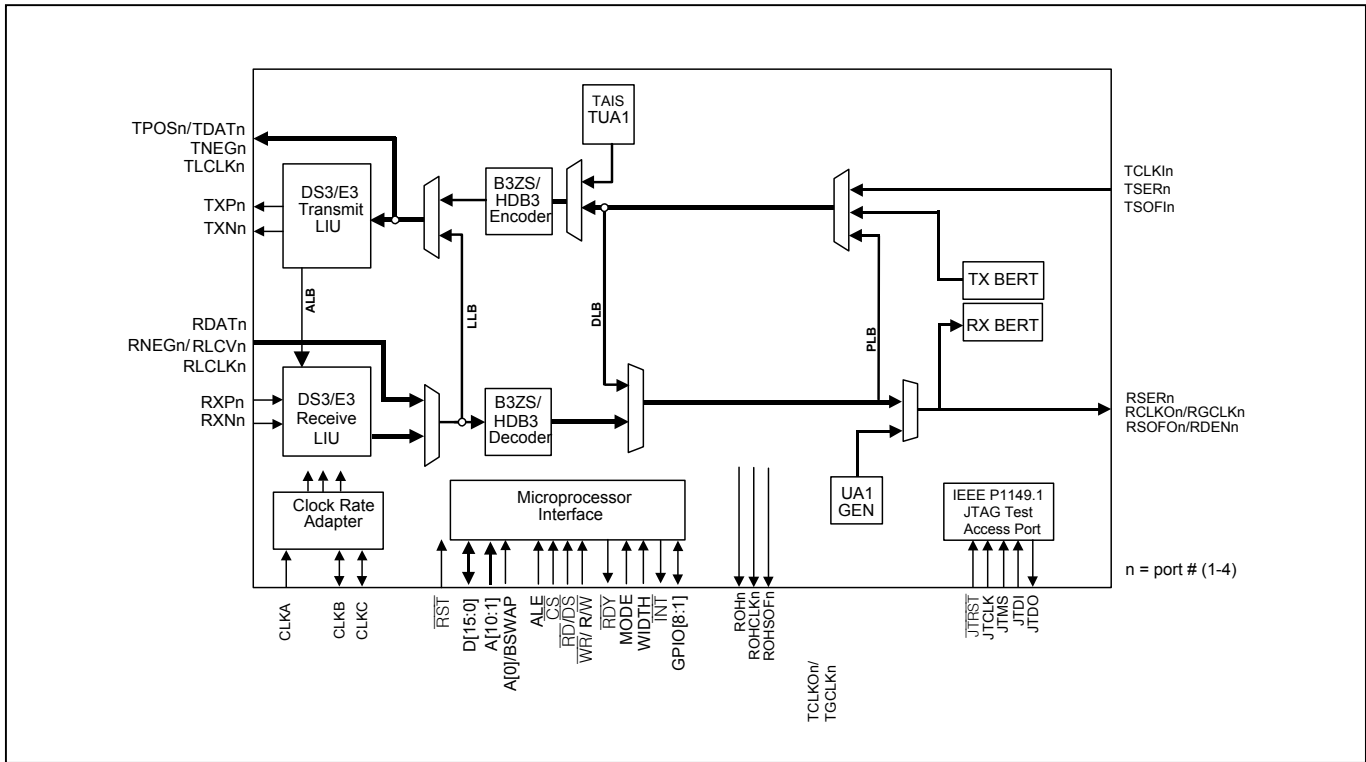 TAIS
TUA1
TPOSn/TDATn
TNEGn
TLCLKn
DS3/E3
Transmit
LIU
TXPn
TXNn
B3ZS/
HDB3
Encoder
TCLKIn
TSERn
TSOFIn
TX BERT
RX BERT
ALB
LLB
DLB
PLB
RDATn
RNEGn/RLCVn
RLCLKn
RXPn
RXNn
DS3/E3
Receive
LIU
B3ZS/
HDB3
Decoder
RSERn
RCLKOn/RGCLKn
RSOFOn/RDENn
Clock Rate
Adapter
Microprocessor
Interface
UA1
GEN
IEEE P1149.1
JTAG Test
Access Port
n = port # (1-4)
CLKA
CLKB
CLKC
RST
D[15:0]
A[10:1]
A[0]/BSWAP
ALE
CS
RD/DS
WR/ R/W
RDY
MODE
WIDTH
INT
GPIO[8:1]
ROHn
ROHCLKn
ROHSOFn
TCLKOn/
TGCLKn
JTRST
JTCLK
JTMS
JTDI
JTDO